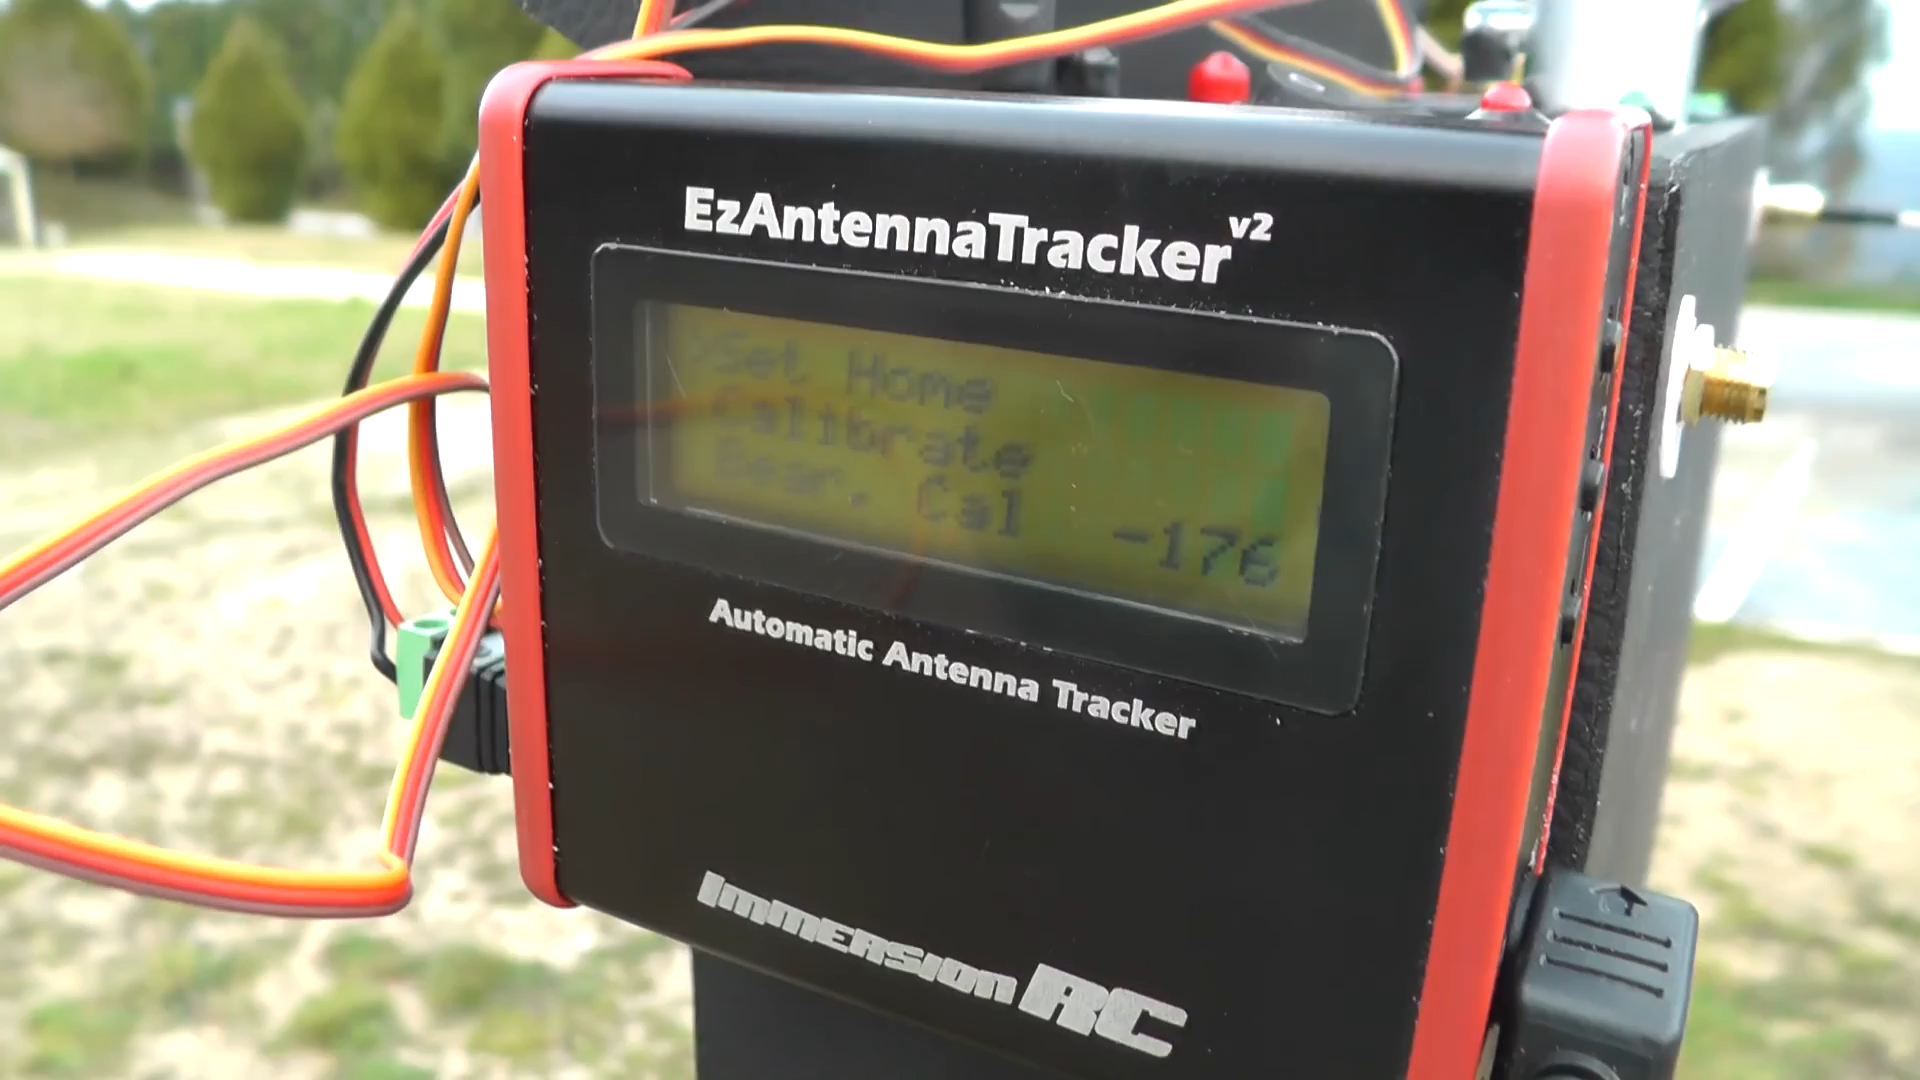 EzAntennaTracker v2
>Set Home
Calibrate
Bear. Cal -176
Automatic Antenna Tracker
ImmersionRC